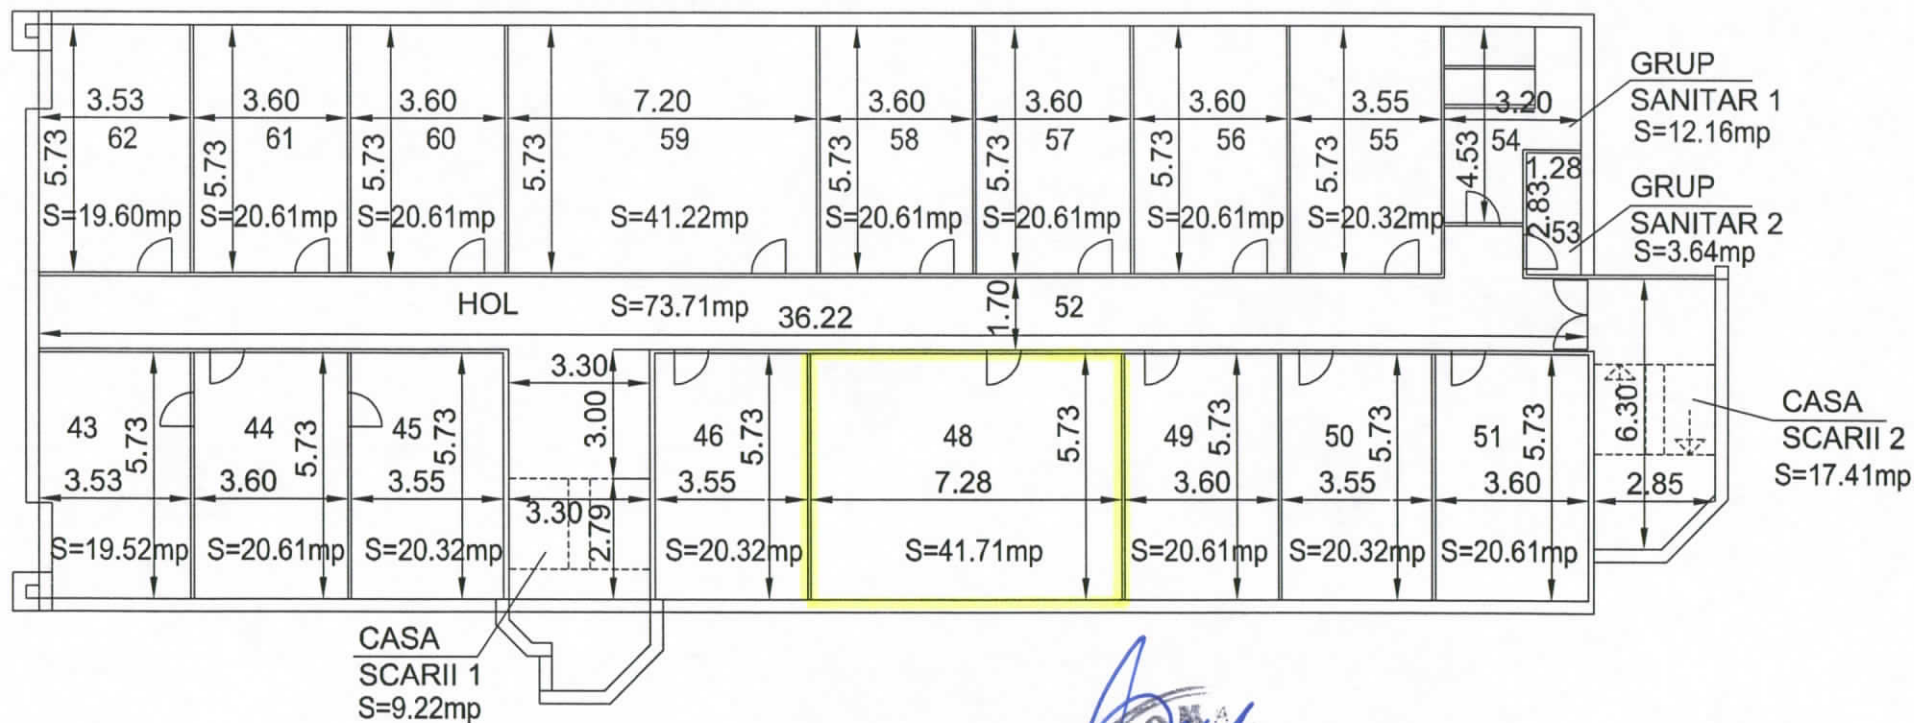 3.53
62
5.73
S=19.60mp
3.60
61
5.73
S=20.61mp
3.60
60
5.73
S=20.61mp
7.20
59
5.73
S=41.22mp
3.60
58
5.73
S=20.61mp
3.60
57
5.73
S=20.61mp
3.60
56
5.73
S=20.61mp
3.55
55
5.73
S=20.32mp
3.20
54
4.53
1.28
2.83
53
GRUP
SANITAR 1
S=12.16mp
GRUP
SANITAR 2
S=3.64mp
HOL
S=73.71mp
36.22
1.70
52
43
5.73
3.53
S=19.52mp
44
5.73
3.60
S=20.61mp
45
5.73
3.55
S=20.32mp
3.30
3.00
3.30
2.79
46
5.73
3.55
S=20.32mp
48
5.73
7.28
S=41.71mp
49
5.73
3.60
S=20.61mp
50
5.73
3.55
S=20.32mp
51
5.73
3.60
S=20.61mp
6.30
2.85
CASA
SCARII 2
S=17.41mp
CASA
SCARII 1
S=9.22mp